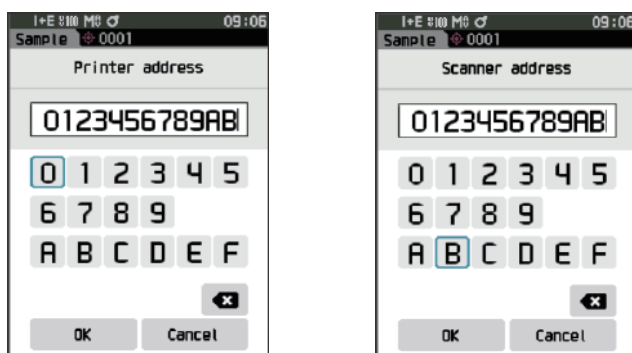 I+E 100 M0 09:06
Sample 0001
Printer address
0123456789AB
0 1 2 3 4 5
6 7 8 9
A B C D E F
OK Cancel
I+E 100 M0 09:06
Sample 0001
Scanner address
0123456789AB
0 1 2 3 4 5
6 7 8 9
A B C D E F
OK Cancel